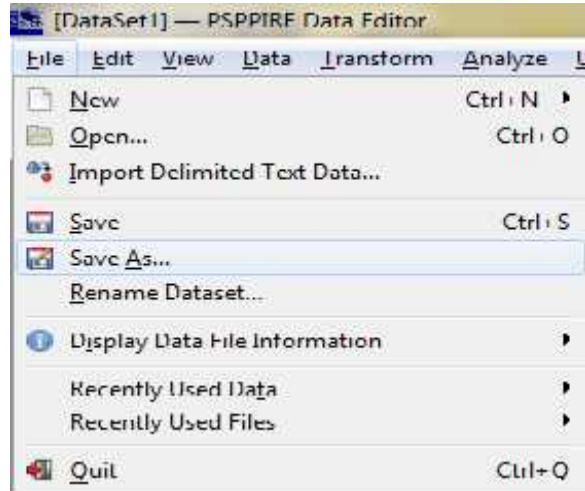 [DataSet1] — PSPPIRE Data Editor
File Edit View Data Transform Analyze
New Ctrl+N
Open... Ctrl+O
Import Delimited Text Data...
Save Ctrl+S
Save As...
Rename Dataset...
Display Data File Information
Recently Used Data
Recently Used Files
Quit Ctrl+Q